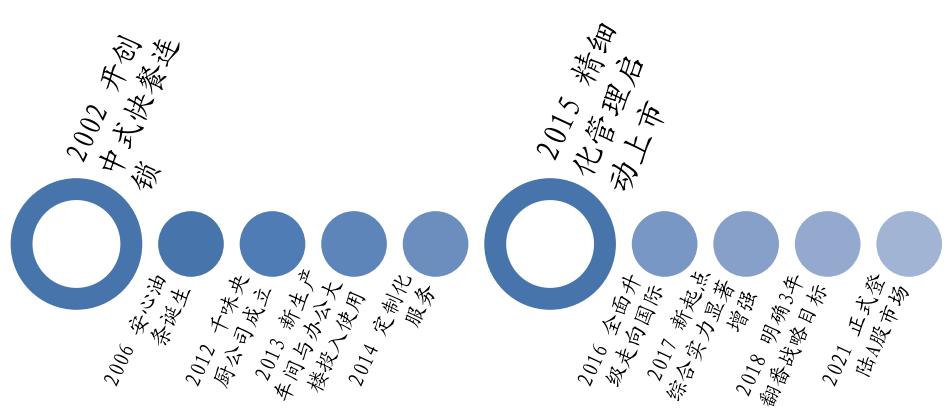 2002 开创
中式快餐连
锁
2006 安心油
条诞生
2012 千味央
厨公司成立
2013 新生产
车间与办公大
楼投入使用
2014 定制化
服务
2015 精细
化管理启
动上市
2016 全面升
级走向国际
2017 新起点
综合实力显著
增强
2018 明确3年
翻番战略目标
2021 正式登
陆A股市场